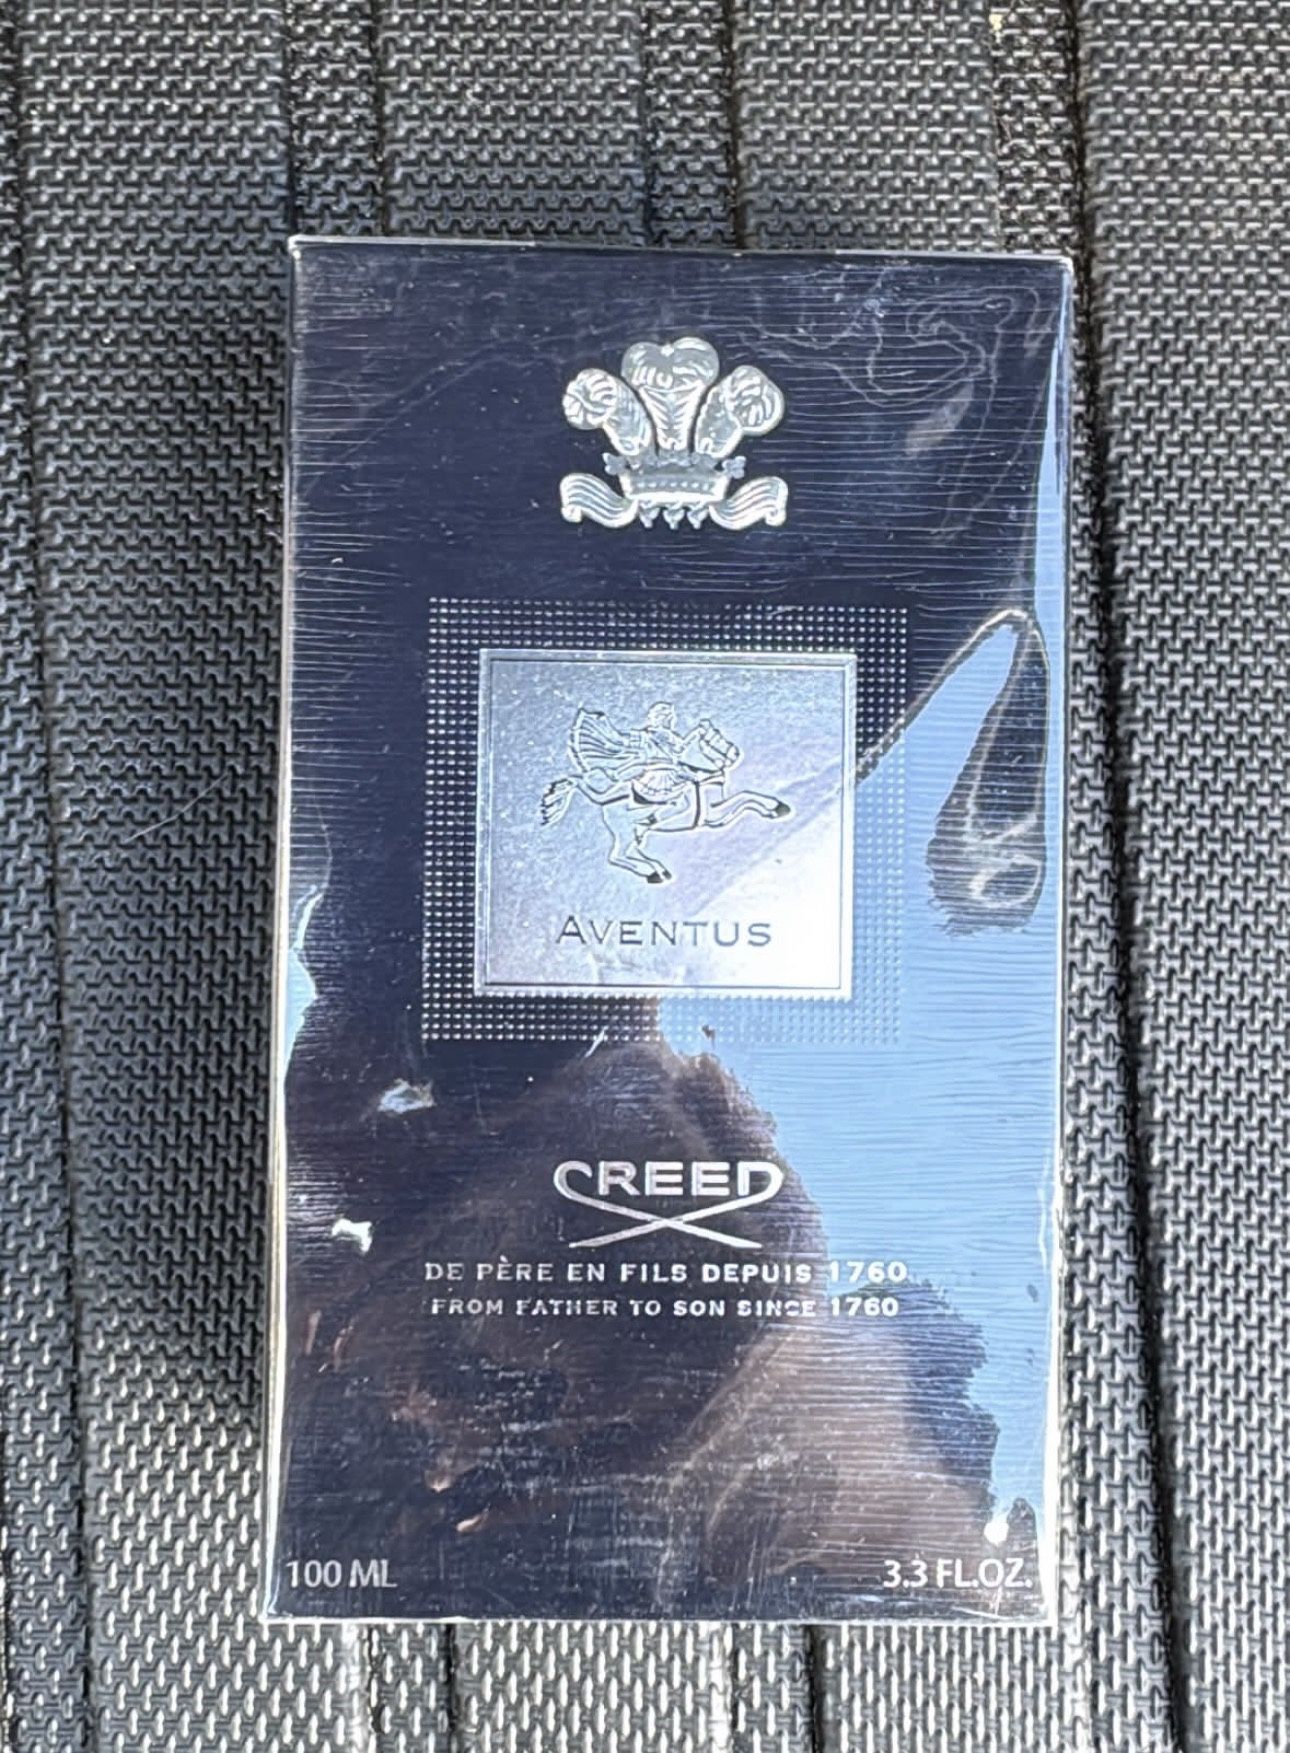 AVENTUS
CREED
DE PÈRE EN FILS DEPUIS 1760
FROM FATHER TO SON SINCE 1760
100 ML
3.3 FL.OZ.